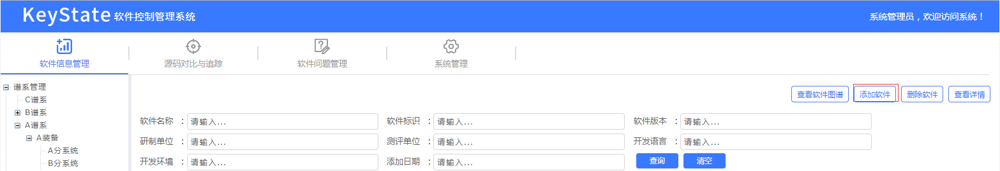 KeyState 软件控制管理系统 系统管理员，欢迎访问系统！
软件信息管理 源码对比与追踪 软件问题管理 系统管理
谱系管理
C谱系
B谱系
A谱系
A装备
A分系统
B分系统
查看软件图谱 添加软件 删除软件 查看详情
软件名称 : 请输入... 软件标识 : 请输入... 软件版本 : 请输入...
研制单位 : 请输入... 测评单位 : 请输入... 开发语言 : 请输入...
开发环境 : 请输入... 添加日期 : 请输入... 查询 清空